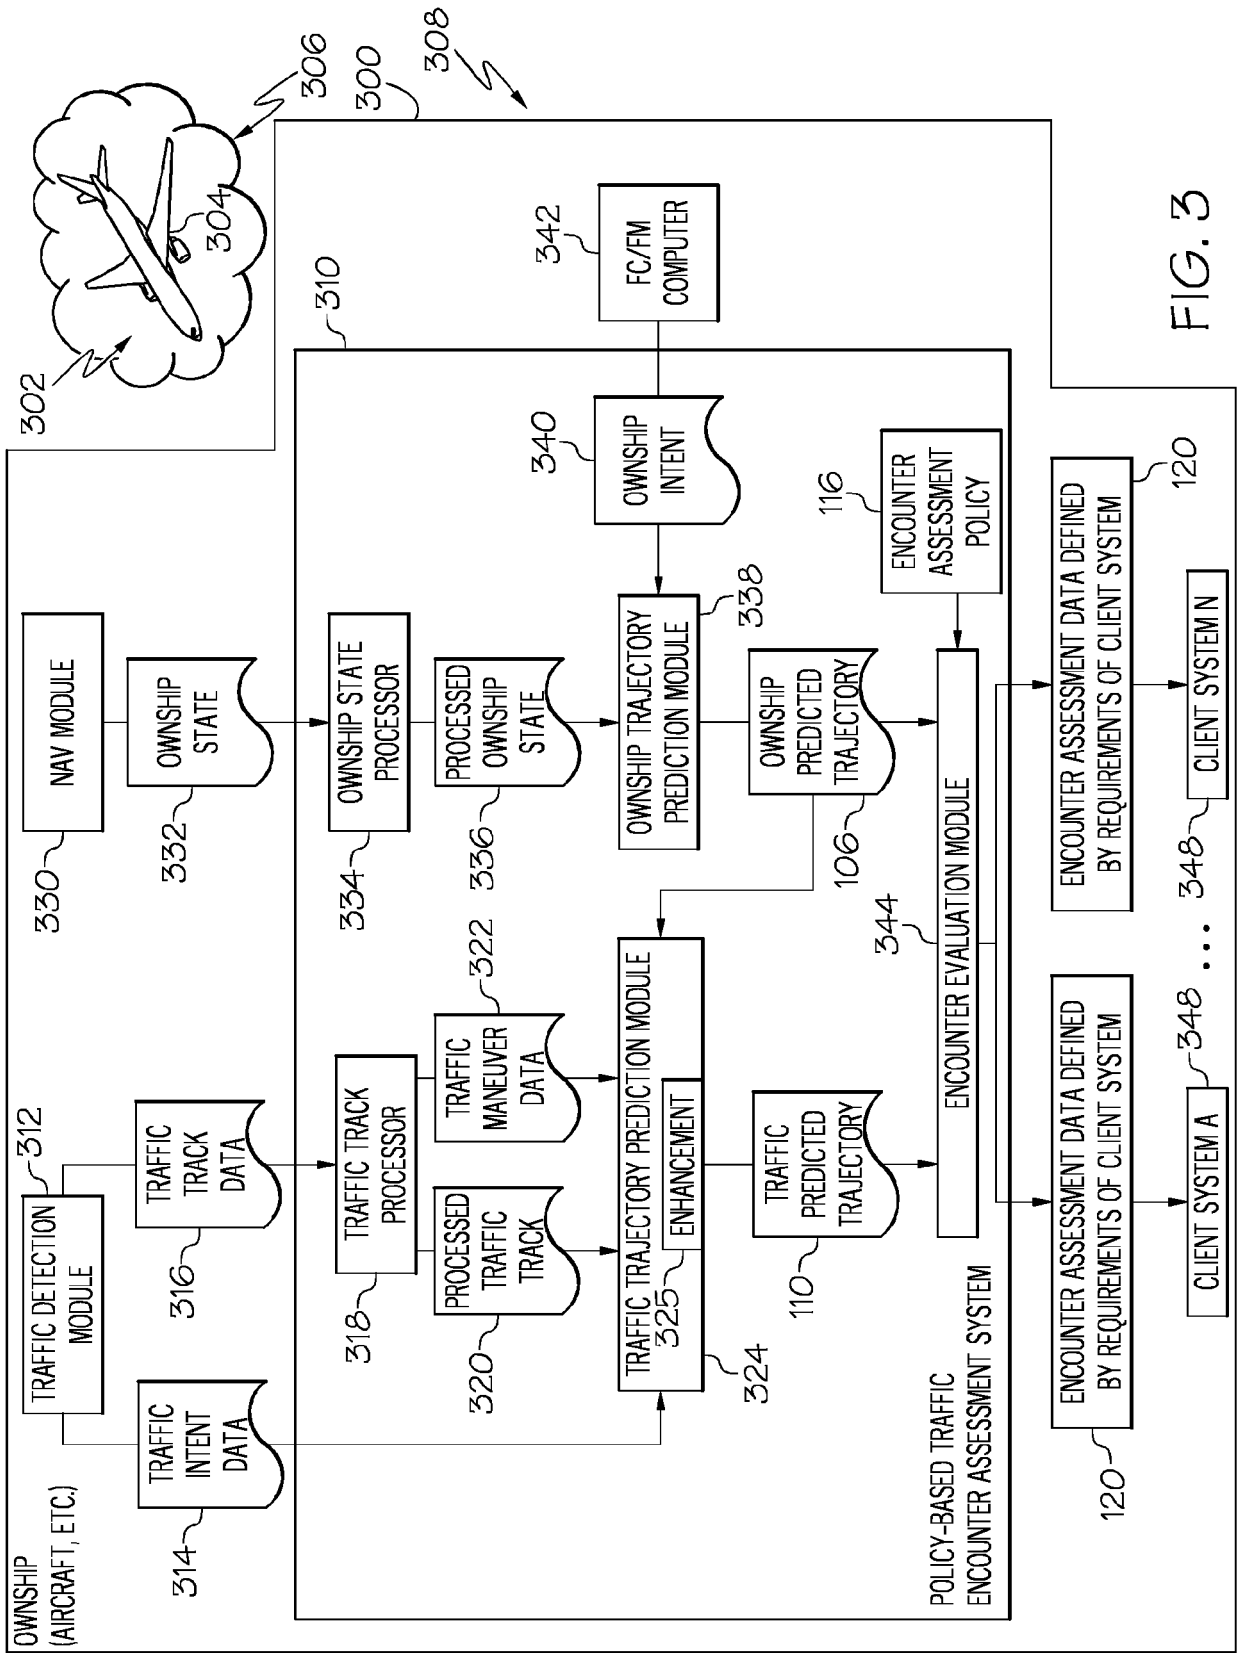 OWNSHIP
(AIRCRAFT, ETC.)
302
304
306
300
308
TRAFFIC DETECTION
MODULE
312
NAV MODULE
330
TRAFFIC
INTENT
DATA
314
TRAFFIC
TRACK
DATA
316
OWNSHIP
STATE
332
310
TRAFFIC TRACK
PROCESSOR
318
OWNSHIP STATE
PROCESSOR
334
PROCESSED
TRAFFIC
TRACK
320
TRAFFIC
MANEUVER
DATA
322
PROCESSED
OWNSHIP
STATE
336
340
OWNSHIP
INTENT
342
FC/FM
COMPUTER
TRAFFIC TRAJECTORY PREDICTION MODULE
325
ENHANCEMENT
324
OWNSHIP TRAJECTORY
PREDICTION MODULE
338
TRAFFIC
PREDICTED
TRAJECTORY
110
OWNSHIP
PREDICTED
TRAJECTORY
106
116
ENCOUNTER
ASSESSMENT
POLICY
344
ENCOUNTER EVALUATION MODULE
POLICY-BASED TRAFFIC
ENCOUNTER ASSESSMENT SYSTEM
ENCOUNTER ASSESSMENT DATA DEFINED
BY REQUIREMENTS OF CLIENT SYSTEM
120
ENCOUNTER ASSESSMENT DATA DEFINED
BY REQUIREMENTS OF CLIENT SYSTEM
120
CLIENT SYSTEM A
348
...
348
CLIENT SYSTEM N
FIG. 3